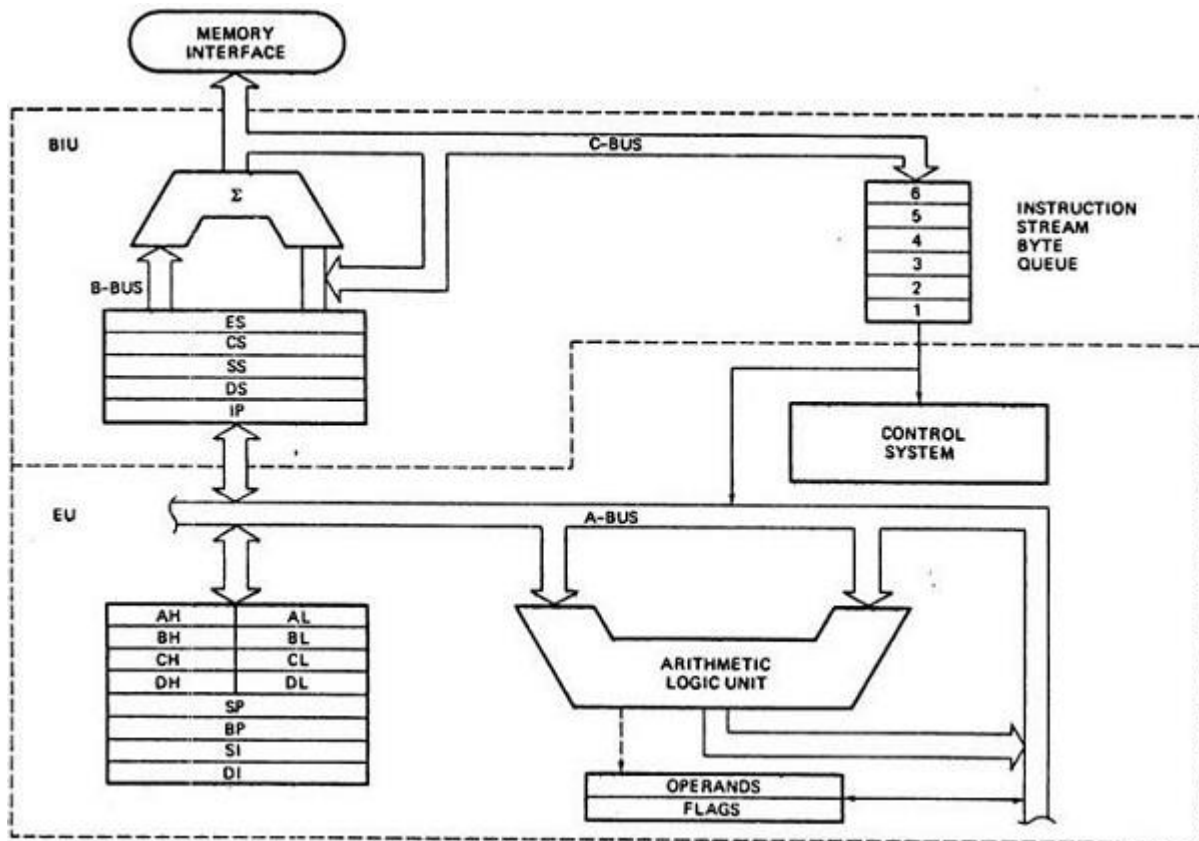 MEMORY
INTERFACE
BIU
C-BUS
Σ
B-BUS
6
5
4
3
2
1
INSTRUCTION
STREAM
BYTE
QUEUE
ES
CS
SS
DS
IP
CONTROL
SYSTEM
EU
A-BUS
AH AL
BH BL
CH CL
DH DL
SP
BP
SI
DI
ARITHMETIC
LOGIC UNIT
OPERANDS
FLAGS